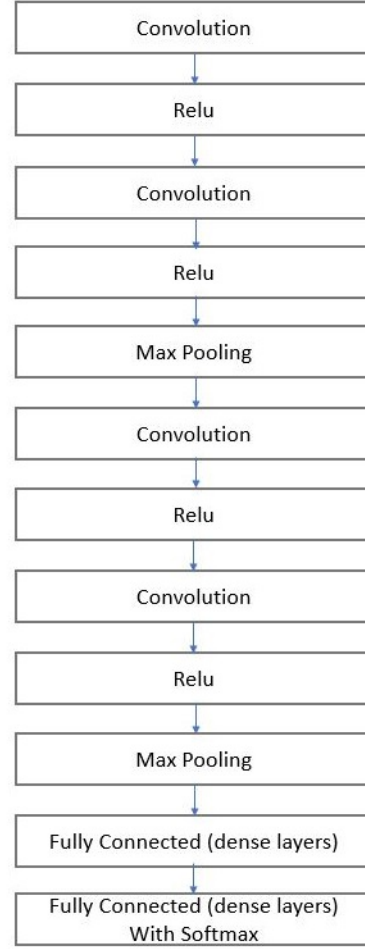 Convolution
Relu
Convolution
Relu
Max Pooling
Convolution
Relu
Convolution
Relu
Max Pooling
Fully Connected (dense layers)
Fully Connected (dense layers)
With Softmax